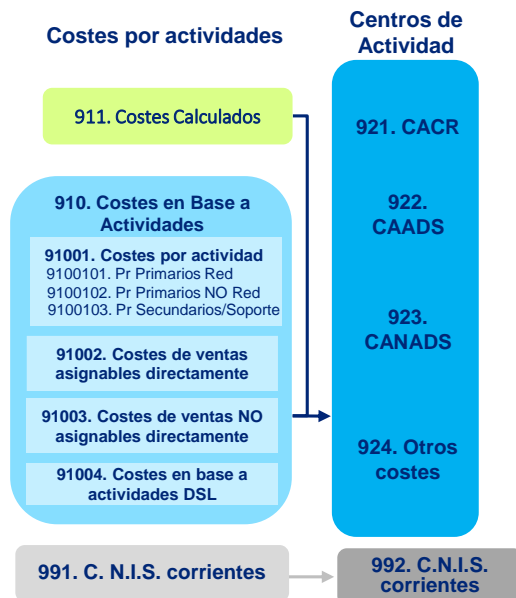 Costes por actividades
Centros de
Actividad
911. Costes Calculados
910. Costes en Base a
Actividades
91001. Costes por actividad
9100101. Pr Primarios Red
9100102. Pr Primarios NO Red
9100103. Pr Secundarios/Soporte
91002. Costes de ventas
asignables directamente
91003. Costes de ventas NO
asignables directamente
91004. Costes en base a
actividades DSL
921. CACR
922.
CAADS
923.
CANADS
924. Otros
costes
991. C. N.I.S. corrientes
992. C.N.I.S.
corrientes